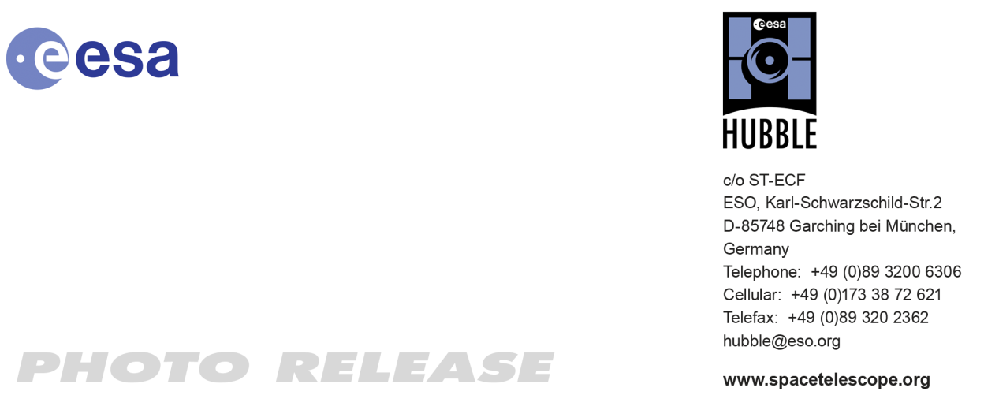 esa
esa
HUBBLE
c/o ST-ECF
ESO, Karl-Schwarzschild-Str.2
D-85748 Garching bei München,
Germany
Telephone:  +49 (0)89 3200 6306
Cellular:  +49 (0)173 38 72 621
Telefax:  +49 (0)89 320 2362
hubble@eso.org
PHOTO RELEASE
www.spacetelescope.org